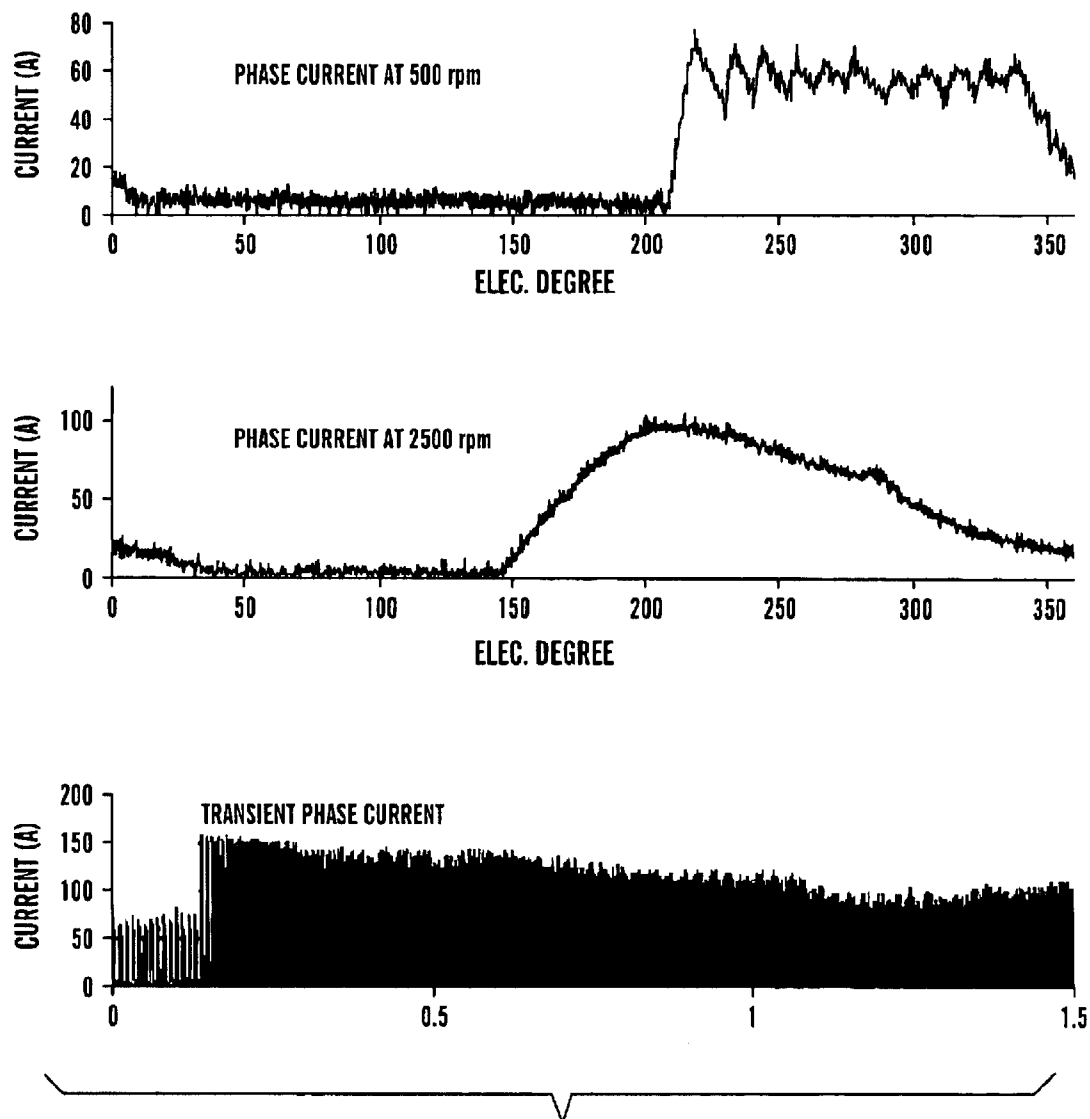 CURRENT (A)
80
60
40
20
0
PHASE CURRENT AT 500 rpm
0 50 100 150 200 250 300 350
ELEC. DEGREE
CURRENT (A)
100
50
0
PHASE CURRENT AT 2500 rpm
0 50 100 150 200 250 300 350
ELEC. DEGREE
CURRENT (A)
200
150
100
50
0
TRANSIENT PHASE CURRENT
0 0.5 1 1.5